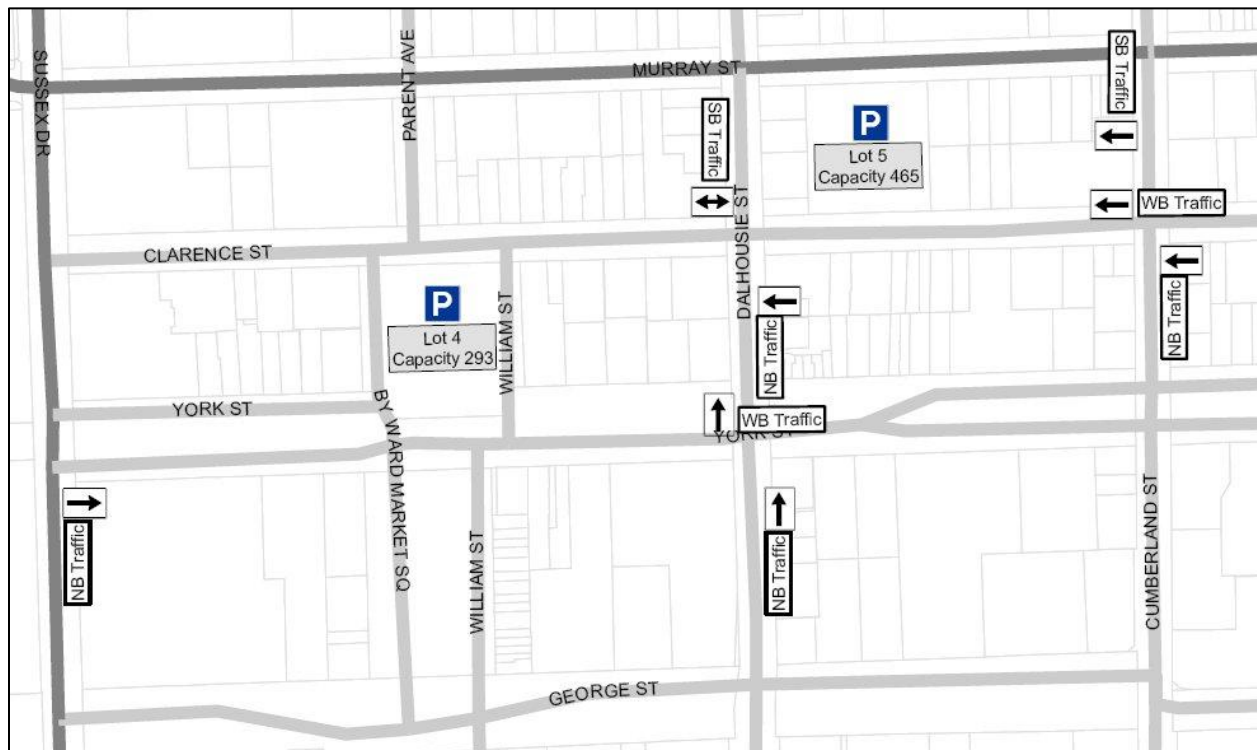 SUSSEX DR
PARENT AVE
MURRAY ST
SB Traffic
SB Traffic
P
Lot 5
Capacity 465
WB Traffic
DALHOUSIE ST
CLARENCE ST
P
Lot 4
Capacity 293
WILLIAM ST
NB Traffic
NB Traffic
YORK ST
BY WARD MARKET SQ
WB Traffic
YORK ST
NB Traffic
WILLIAM ST
NB Traffic
CUMBERLAND ST
GEORGE ST